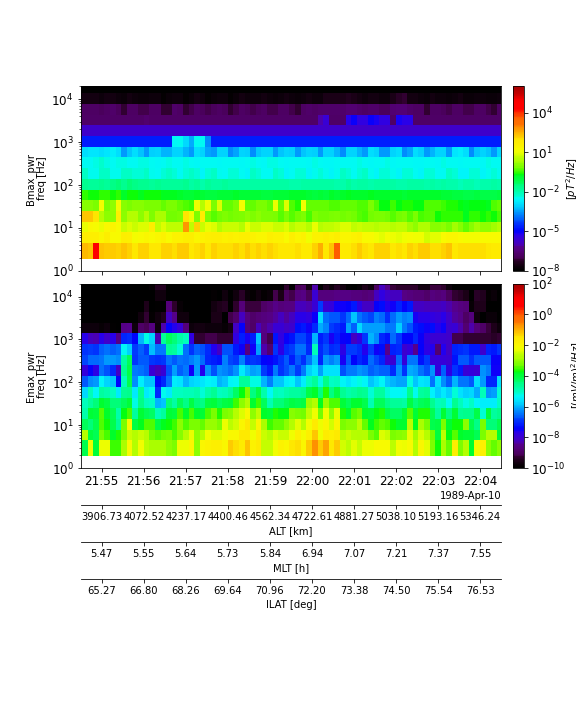 10^4
10^3
10^2
10^1
10^0
Bmax_pwr
freq [Hz]
10^4
10^1
10^-2
10^-5
10^-8
[pT^2/Hz]
10^4
10^3
10^2
10^1
10^0
Emax_pwr
freq [Hz]
10^2
10^0
10^-2
10^-4
10^-6
10^-8
10^-10
[(mV/m)^2/Hz]
21:55 21:56 21:57 21:58 21:59 22:00 22:01 22:02 22:03 22:04
1989-Apr-10
3906.73 4072.52 4237.17 4400.46 4562.34 4722.61 4881.27 5038.10 5193.16 5346.24
ALT [km]
5.47 5.55 5.64 5.73 5.84 6.94 7.07 7.21 7.37 7.55
MLT [h]
65.27 66.80 68.26 69.64 70.96 72.20 73.38 74.50 75.54 76.53
ILAT [deg]